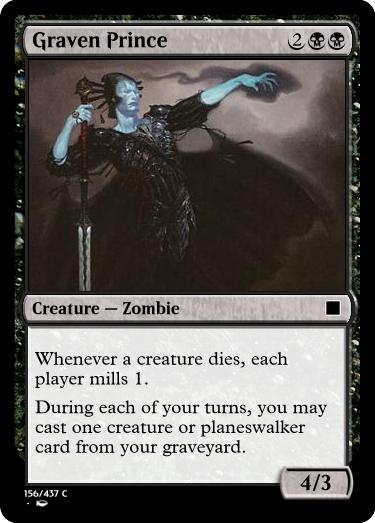 Graven Prince 2
Creature — Zombie
Whenever a creature dies, each
player mills 1.
During each of your turns, you may
cast one creature or planeswalker
card from your graveyard.
4/3
156/437 C